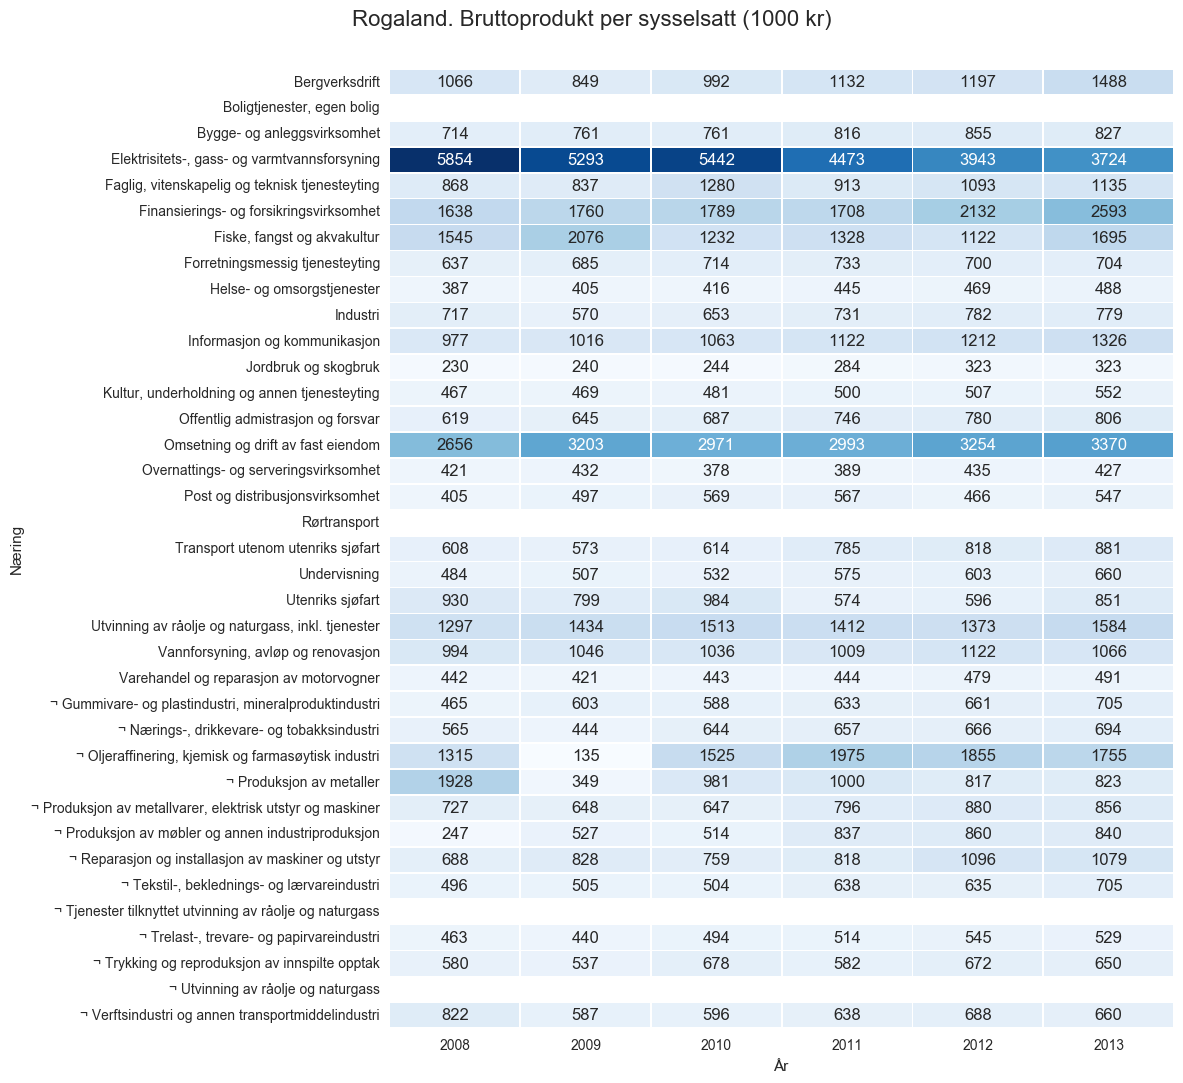 Rogaland. Bruttoprodukt per sysselsatt (1000 kr)
Bergverksdrift 1066 849 992 1132 1197 1488
Boligtjenester, egen bolig
Bygge- og anleggsvirksomhet 714 761 761 816 855 827
Elektrisitets-, gass- og varmtvannsforsyning 5854 5293 5442 4473 3943 3724
Faglig, vitenskapelig og teknisk tjenesteyting 868 837 1280 913 1093 1135
Finansierings- og forsikringsvirksomhet 1638 1760 1789 1708 2132 2593
Fiske, fangst og akvakultur 1545 2076 1232 1328 1122 1695
Forretningsmessig tjenesteyting 637 685 714 733 700 704
Helse- og omsorgstjenester 387 405 416 445 469 488
Industri 717 570 653 731 782 779
Informasjon og kommunikasjon 977 1016 1063 1122 1212 1326
Jordbruk og skogbruk 230 240 244 284 323 323
Kultur, underholdning og annen tjenesteyting 467 469 481 500 507 552
Offentlig admistrasjon og forsvar 619 645 687 746 780 806
Omsetning og drift av fast eiendom 2656 3203 2971 2993 3254 3370
Overnattings- og serveringsvirksomhet 421 432 378 389 435 427
Post og distribusjonsvirksomhet 405 497 569 567 466 547
Rørtransport
Transport utenom utenriks sjøfart 608 573 614 785 818 881
Undervisning 484 507 532 575 603 660
Utenriks sjøfart 930 799 984 574 596 851
Utvinning av råolje og naturgass, inkl. tjenester 1297 1434 1513 1412 1373 1584
Vannforsyning, avløp og renovasjon 994 1046 1036 1009 1122 1066
Varehandel og reparasjon av motorvogner 442 421 443 444 479 491
¬ Gummivare- og plastindustri, mineralproduktindustri 465 603 588 633 661 705
¬ Nærings-, drikkevare- og tobakksindustri 565 444 644 657 666 694
¬ Oljeraffinering, kjemisk og farmasøytisk industri 1315 135 1525 1975 1855 1755
¬ Produksjon av metaller 1928 349 981 1000 817 823
¬ Produksjon av metallvarer, elektrisk utstyr og maskiner 727 648 647 796 880 856
¬ Produksjon av møbler og annen industriproduksjon 247 527 514 837 860 840
¬ Reparasjon og installasjon av maskiner og utstyr 688 828 759 818 1096 1079
¬ Tekstil-, beklednings- og lærvareindustri 496 505 504 638 635 705
¬ Tjenester tilknyttet utvinning av råolje og naturgass
¬ Trelast-, trevare- og papirvareindustri 463 440 494 514 545 529
¬ Trykking og reproduksjon av innspilte opptak 580 537 678 582 672 650
¬ Utvinning av råolje og naturgass
¬ Verftsindustri og annen transportmiddelindustri 822 587 596 638 688 660
2008 2009 2010 2011 2012 2013
År
Næring